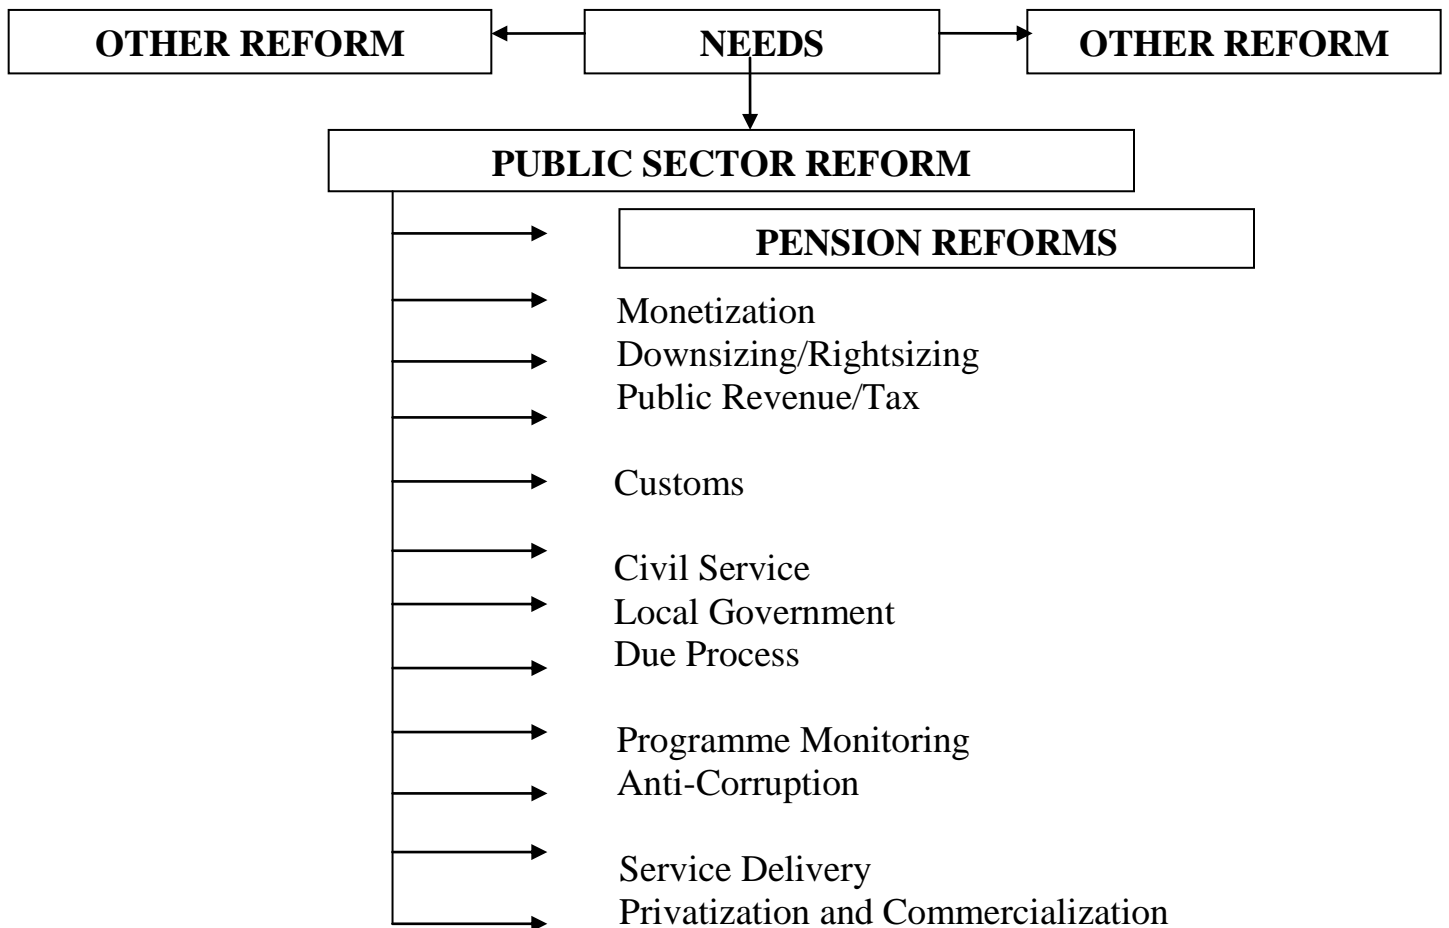 OTHER REFORM
NEEDS
OTHER REFORM
PUBLIC SECTOR REFORM
PENSION REFORMS
Monetization
Downsizing/Rightsizing
Public Revenue/Tax
Customs
Civil Service
Local Government
Due Process
Programme Monitoring
Anti-Corruption
Service Delivery
Privatization and Commercialization